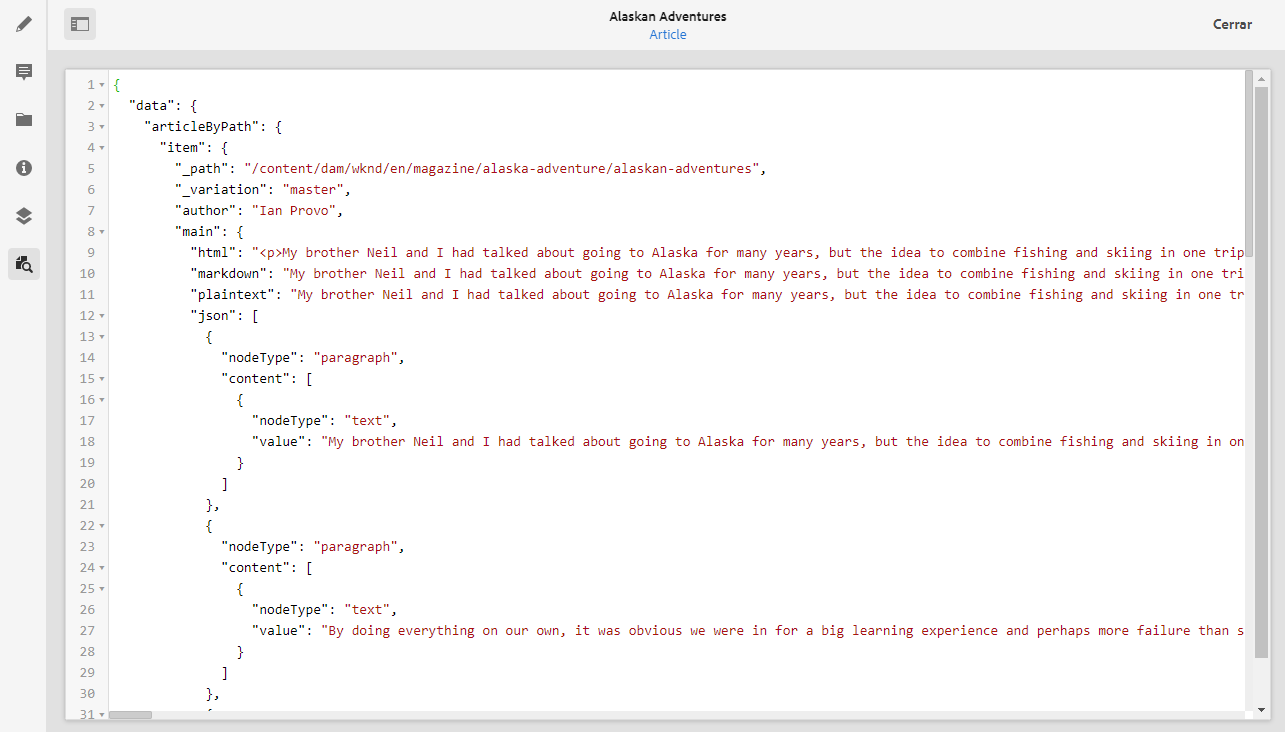 Alaskan Adventures
Article
Cerrar
1 {
2 "data": {
3 "articleByPath": {
4 "item": {
5 "_path": "/content/dam/wknd/en/magazine/alaska-adventure/alaskan-adventures",
6 "_variation": "master",
7 "author": "Ian Provo",
8 "main": {
9 "html": "<p>My brother Neil and I had talked about going to Alaska for many years, but the idea to combine fishing and skiing in one trip
10 "markdown": "My brother Neil and I had talked about going to Alaska for many years, but the idea to combine fishing and skiing in one tri
11 "plaintext": "My brother Neil and I had talked about going to Alaska for many years, but the idea to combine fishing and skiing in one tr
12 "json": [
13 {
14 "nodeType": "paragraph",
15 "content": [
16 {
17 "nodeType": "text",
18 "value": "My brother Neil and I had talked about going to Alaska for many years, but the idea to combine fishing and skiing in on
19 }
20 ]
21 },
22 {
23 "nodeType": "paragraph",
24 "content": [
25 {
26 "nodeType": "text",
27 "value": "By doing everything on our own, it was obvious we were in for a big learning experience and perhaps more failure than s
28 }
29 ]
30 },
31 {